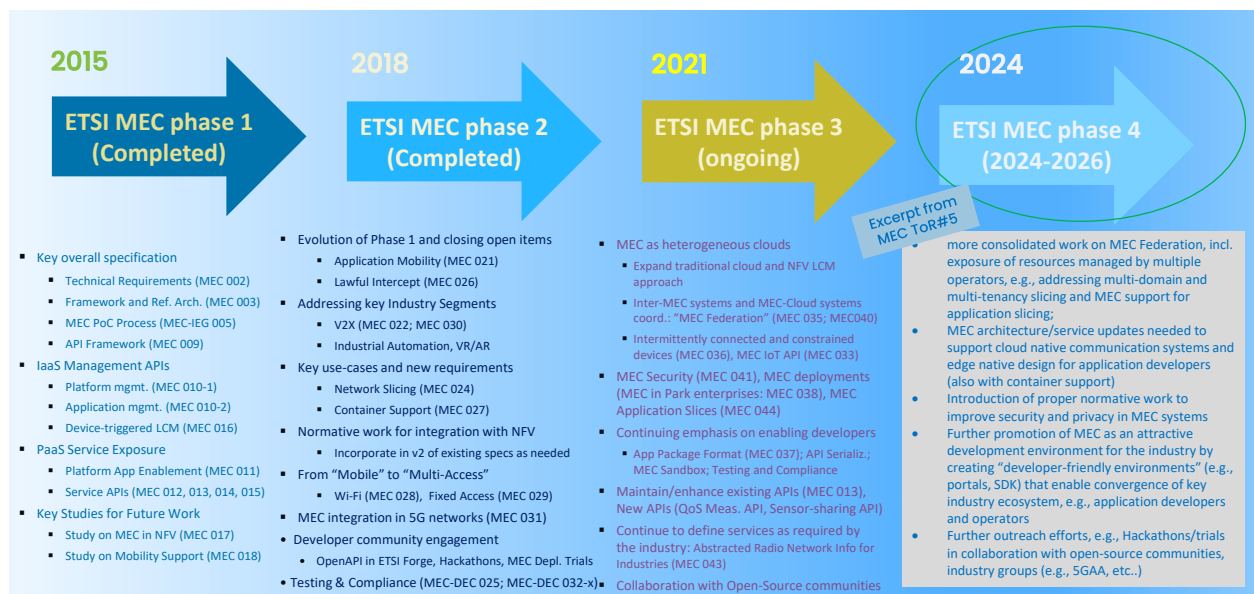 2015
ETSI MEC phase 1
(Completed)
▪ Key overall specification
▪ Technical Requirements (MEC 002)
▪ Framework and Ref. Arch. (MEC 003)
▪ MEC PoC Process (MEC-IEG 005)
▪ API Framework (MEC 009)
▪ IaaS Management APIs
▪ Platform mgmt. (MEC 010-1)
▪ Application mgmt. (MEC 010-2)
▪ Device-triggered LCM (MEC 016)
▪ PaaS Service Exposure
▪ Platform App Enablement (MEC 011)
▪ Service APIs (MEC 012, 013, 014, 015)
▪ Key Studies for Future Work
▪ Study on MEC in NFV (MEC 017)
▪ Study on Mobility Support (MEC 018)
2018
ETSI MEC phase 2
(Completed)
▪ Evolution of Phase 1 and closing open items
▪ Application Mobility (MEC 021)
▪ Lawful Intercept (MEC 026)
▪ Addressing key Industry Segments
▪ V2X (MEC 022; MEC 030)
▪ Industrial Automation, VR/AR
▪ Key use-cases and new requirements
▪ Network Slicing (MEC 024)
▪ Container Support (MEC 027)
▪ Normative work for integration with NFV
▪ Incorporate in v2 of existing specs as needed
▪ From “Mobile” to “Multi-Access”
▪ Wi-Fi (MEC 028), Fixed Access (MEC 029)
▪ MEC integration in 5G networks (MEC 031)
• Developer community engagement
• OpenAPI in ETSI Forge, Hackathons, MEC Depl. Trials
• Testing & Compliance (MEC-DEC 025; MEC-DEC 032-x)
2021
ETSI MEC phase 3
(ongoing)
▪ MEC as heterogeneous clouds
▪ Expand traditional cloud and NFV LCM
approach
▪ Inter-MEC systems and MEC-Cloud systems
coord.: “MEC Federation” (MEC 035; MEC040)
▪ Intermittently connected and constrained
devices (MEC 036), MEC IoT API (MEC 033)
▪ MEC Security (MEC 041), MEC deployments
(MEC in Park enterprises: MEC 038), MEC
Application Slices (MEC 044)
▪ Continuing emphasis on enabling developers
▪ App Package Format (MEC 037); API Serializ.;
MEC Sandbox; Testing and Compliance
▪ Maintain/enhance existing APIs (MEC 013),
New APIs (QoS Meas. API, Sensor-sharing API)
▪ Continue to define services as required by
the industry: Abstracted Radio Network Info for
Industries (MEC 043)
▪ Collaboration with Open-Source communities
2024
ETSI MEC phase 4
(2024-2026)
Excerpt from
MEC ToR#5
• more consolidated work on MEC Federation, incl.
exposure of resources managed by multiple
operators, e.g., addressing multi-domain and
multi-tenancy slicing and MEC support for
application slicing;
• MEC architecture/service updates needed to
support cloud native communication systems and
edge native design for application developers
(also with container support)
• Introduction of proper normative work to
improve security and privacy in MEC systems
• Further promotion of MEC as an attractive
development environment for the industry by
creating “developer-friendly environments” (e.g.,
portals, SDK) that enable convergence of key
industry ecosystem, e.g., application developers
and operators
• Further outreach efforts, e.g., Hackathons/trials
in collaboration with open-source communities,
industry groups (e.g., 5GAA, etc..)